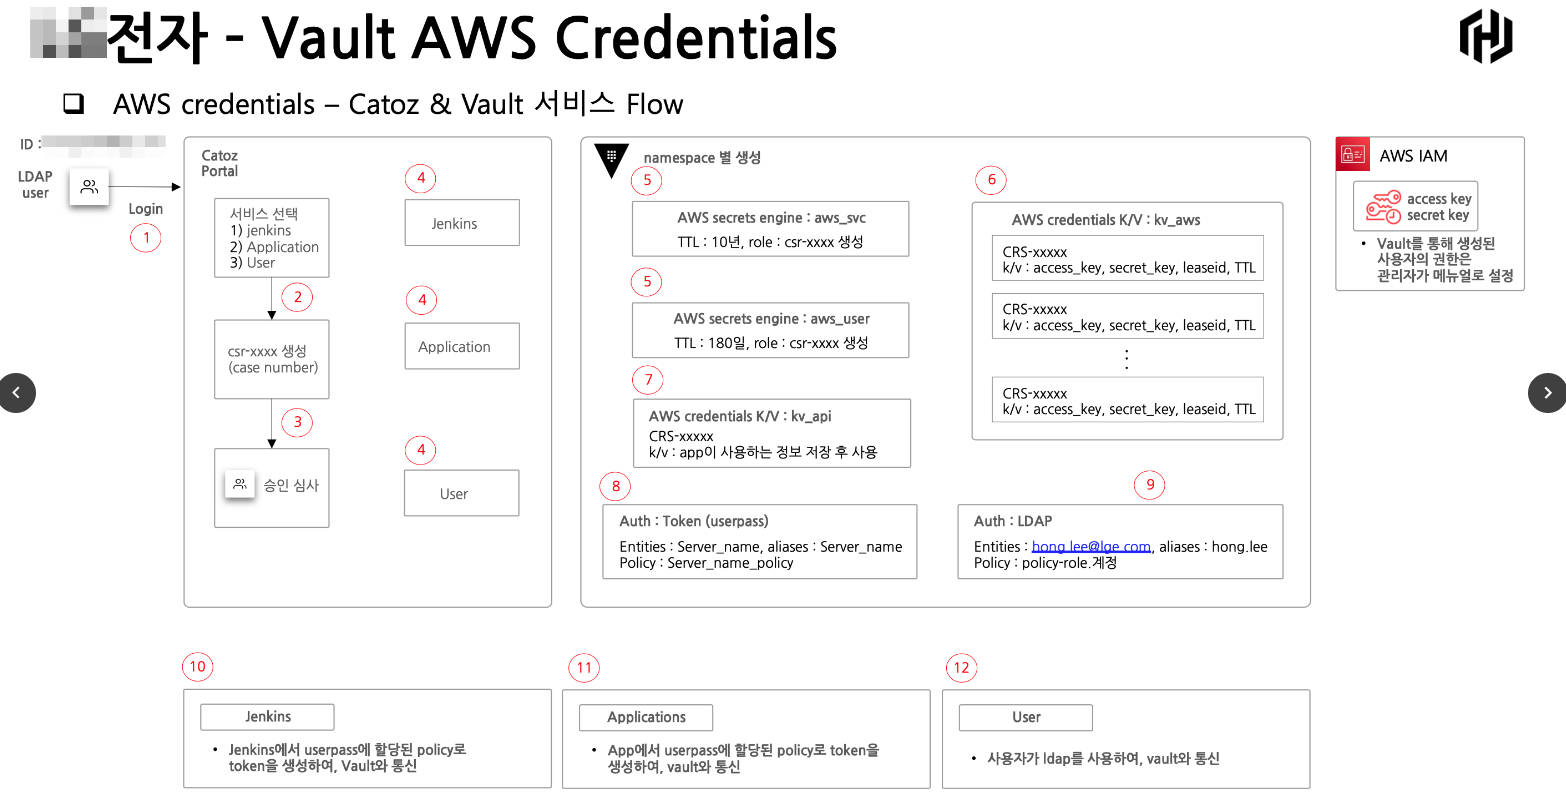 전자 - Vault AWS Credentials
AWS credentials – Catoz & Vault 서비스 Flow
ID :
LDAP
user
Login
1
Catoz
Portal
서비스 선택
1) jenkins
2) Application
3) User
2
csr-xxxx 생성
(case number)
3
승인 심사
4
Jenkins
4
Application
4
User
namespace 별 생성
5
AWS secrets engine : aws_svc
TTL : 10년, role : csr-xxxx 생성
5
AWS secrets engine : aws_user
TTL : 180일, role : csr-xxxx 생성
7
AWS credentials K/V : kv_api
CRS-xxxxx
k/v : app이 사용하는 정보 저장 후 사용
6
AWS credentials K/V : kv_aws
CRS-xxxxx
k/v : access_key, secret_key, leaseid, TTL
CRS-xxxxx
k/v : access_key, secret_key, leaseid, TTL
CRS-xxxxx
k/v : access_key, secret_key, leaseid, TTL
8
Auth : Token (userpass)
Entities : Server_name, aliases : Server_name
Policy : Server_name_policy
9
Auth : LDAP
Entities : hong.lee@lge.com, aliases : hong.lee
Policy : policy-role.계정
AWS IAM
access key
secret key
• Vault를 통해 생성된
사용자의 권한은
관리자가 메뉴얼로 설정
10
Jenkins
• Jenkins에서 userpass에 할당된 policy로
token을 생성하여, Vault와 통신
11
Applications
• App에서 userpass에 할당된 policy로 token을
생성하여, vault와 통신
12
User
• 사용자가 ldap를 사용하여, vault와 통신